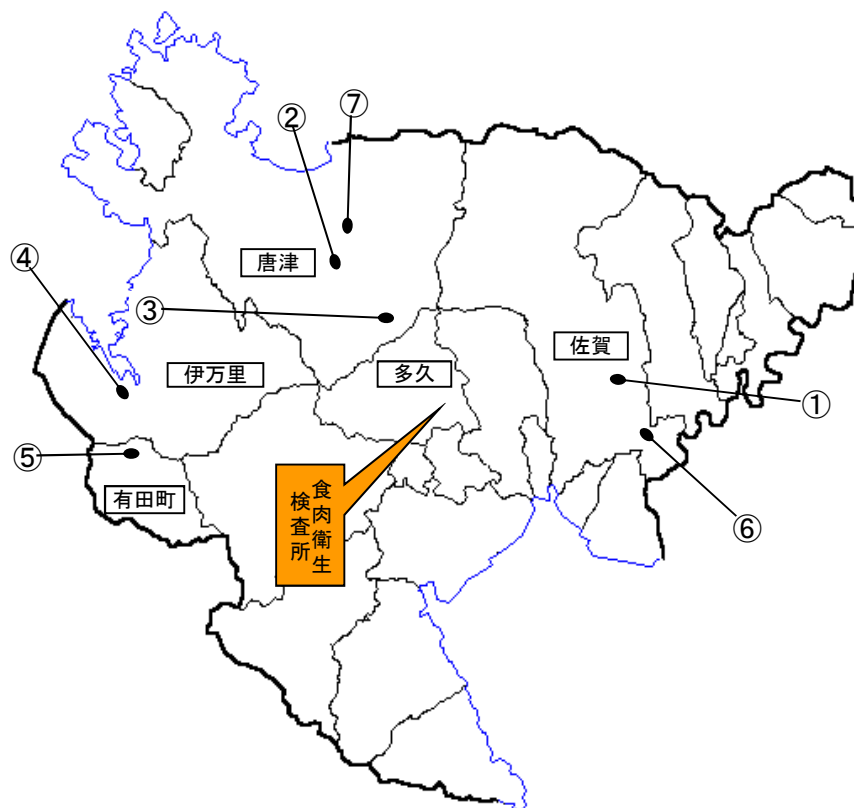 ⑦
②
唐津
④
③
佐賀
伊万里
多久
①
⑤
有田町
食肉衛生
検査所
⑥